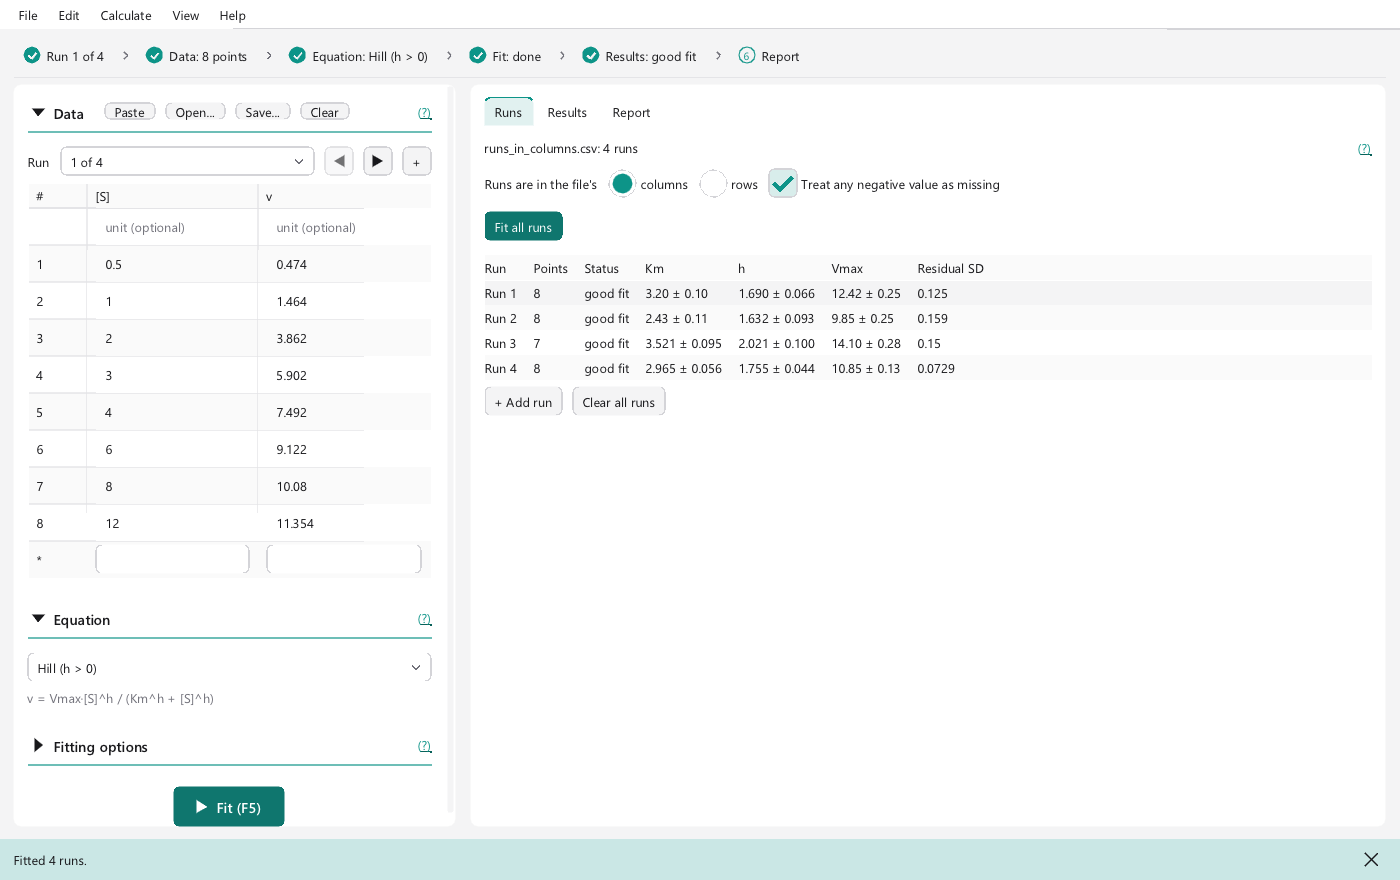 File Edit Calculate View Help
Run 1 of 4 > Data: 8 points > Equation: Hill (h > 0) > Fit: done > Results: good fit > 6 Report
Data Paste Open... Save... Clear (?)
Run 1 of 4 +
# [S] v
unit (optional) unit (optional)
1 0.5 0.474
2 1 1.464
3 2 3.862
4 3 5.902
5 4 7.492
6 6 9.122
7 8 10.08
8 12 11.354
*
Equation (?)
Hill (h > 0)
v = Vmax·[S]^h / (Km^h + [S]^h)
Fitting options (?)
Fit (F5)
Runs Results Report
runs_in_columns.csv: 4 runs (?)
Runs are in the file's columns rows Treat any negative value as missing
Fit all runs
Run Points Status Km h Vmax Residual SD
Run 1 8 good fit 3.20 ± 0.10 1.690 ± 0.066 12.42 ± 0.25 0.125
Run 2 8 good fit 2.43 ± 0.11 1.632 ± 0.093 9.85 ± 0.25 0.159
Run 3 7 good fit 3.521 ± 0.095 2.021 ± 0.100 14.10 ± 0.28 0.15
Run 4 8 good fit 2.965 ± 0.056 1.755 ± 0.044 10.85 ± 0.13 0.0729
+ Add run Clear all runs
Fitted 4 runs.